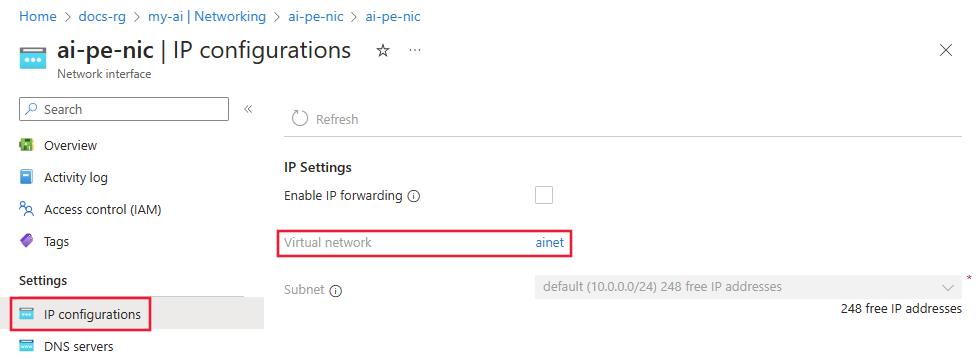 Home > docs-rg > my-ai | Networking > ai-pe-nic > ai-pe-nic
ai-pe-nic | IP configurations
Network interface
Search
Refresh
Overview
Activity log
Access control (IAM)
Tags
Settings
IP configurations
DNS servers
IP Settings
Enable IP forwarding
Virtual network ainet
Subnet default (10.0.0.0/24) 248 free IP addresses *
248 free IP addresses